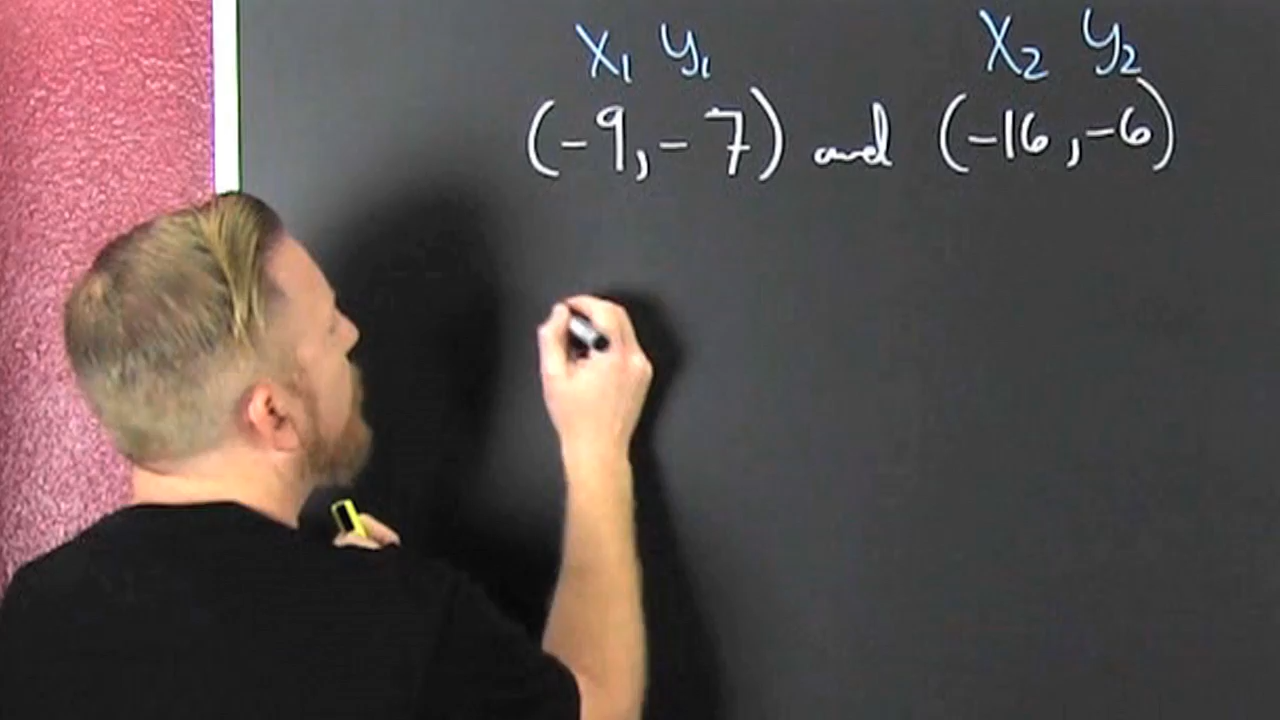 x₁ y₁ x₂ y₂
(-9,-7) and (-16,-6)